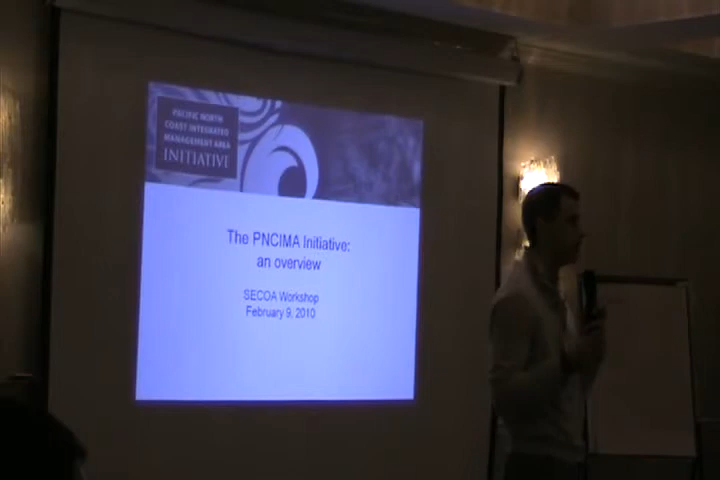 PACIFIC NORTH
COAST INTEGRATED
MANAGEMENT AREA
INITIATIVE
The PNCIMA Initiative:
an overview
SECOA Workshop
February 9, 2010